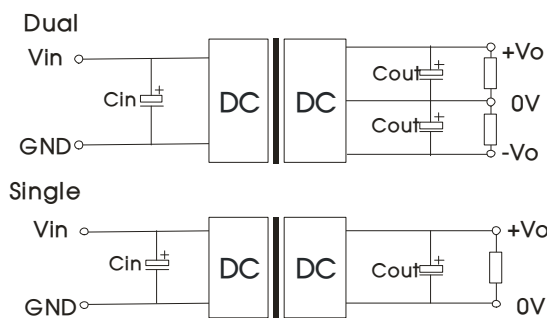 Dual
Vin
+Vo
Cout
+
Cin
+
DC
DC
0V
Cout
+
GND
-Vo
Single
Vin
+Vo
Cin
+
DC
DC
Cout
+
GND
0V